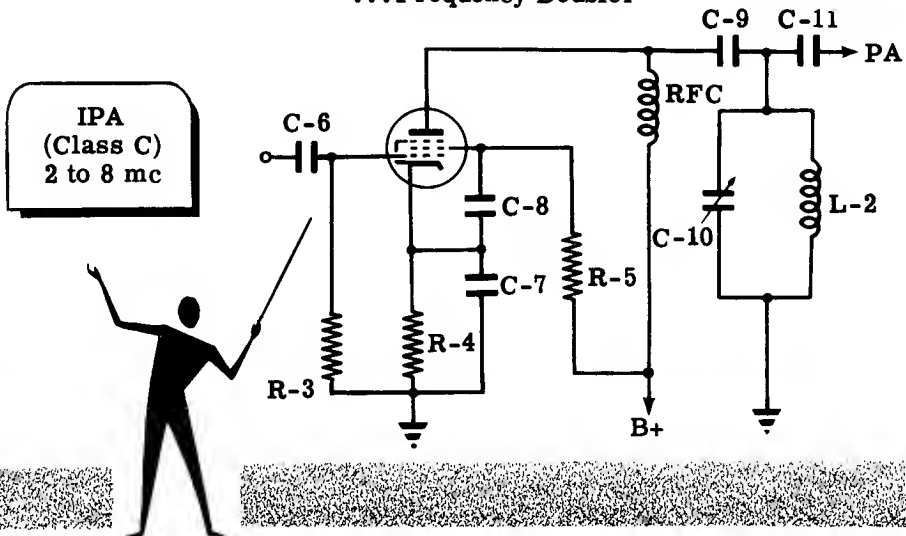 ...Frequency Doubler
C-9
C-11
PA
RFC
IPA
(Class C)
2 to 8 mc
C-6
C-8
C-10
L-2
C-7
R-5
R-4
R-3
B+